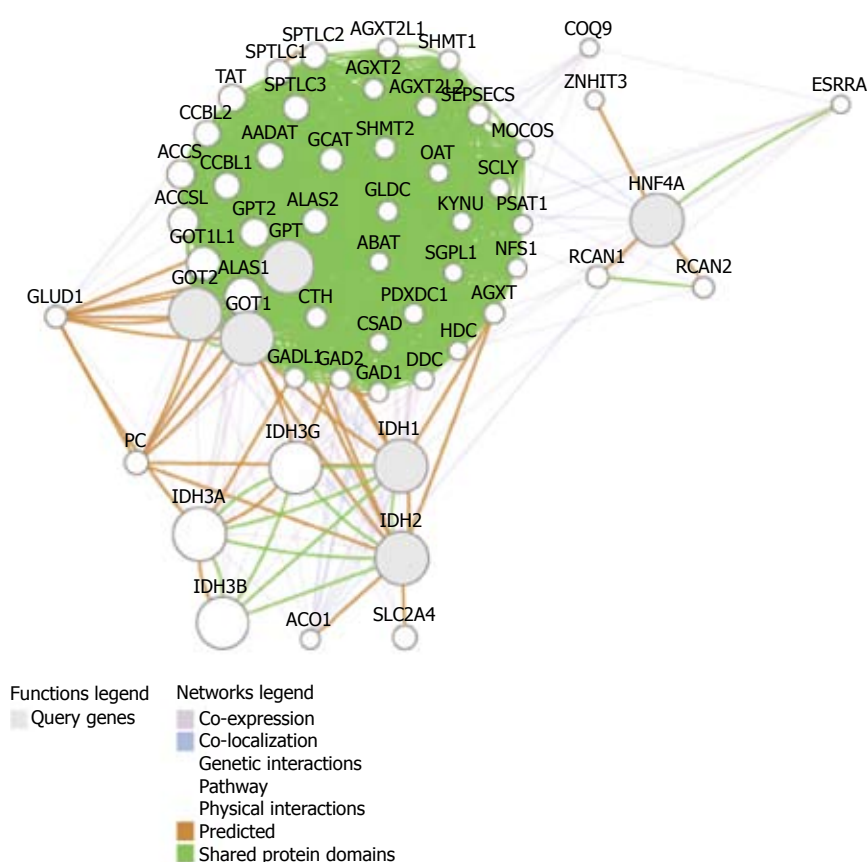 AGXT2L1
SPTLC2
COQ9
SPTLC1
SHMT1
AGXT2
ZNHIT3
ESRRA
TAT
SPTLC3
AGXT2L2
SEPSECS
CCBL2
AADAT
GCAT
SHMT2
MOCOS
ACCS
CCBL1
OAT
SCLY
HNF4A
ACCSL
GPT2
ALAS2
GLDC
KYNU
PSAT1
GOT1L1
GPT
ABAT
SGPL1
NFS1
RCAN1
RCAN2
GOT2
ALAS1
GLUD1
GOT1
CTH
PDXDC1
AGXT
CSAD
HDC
GADL1
GAD2
GAD1
DDC
PC
IDH3G
IDH1
IDH3A
IDH2
IDH3B
ACO1
SLC2A4
Functions legend
Query genes
Networks legend
Co-expression
Co-localization
Genetic interactions
Pathway
Physical interactions
Predicted
Shared protein domains